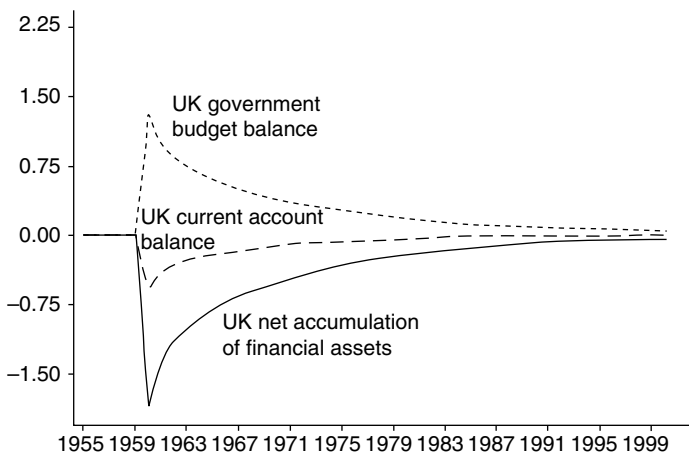 2.25
1.50
UK government
budget balance
0.75
UK current account
0.00
balance
−0.75
UK net accumulation
of financial assets
−1.50
1955 1959 1963 1967 1971 1975 1979 1983 1987 1991 1995 1999